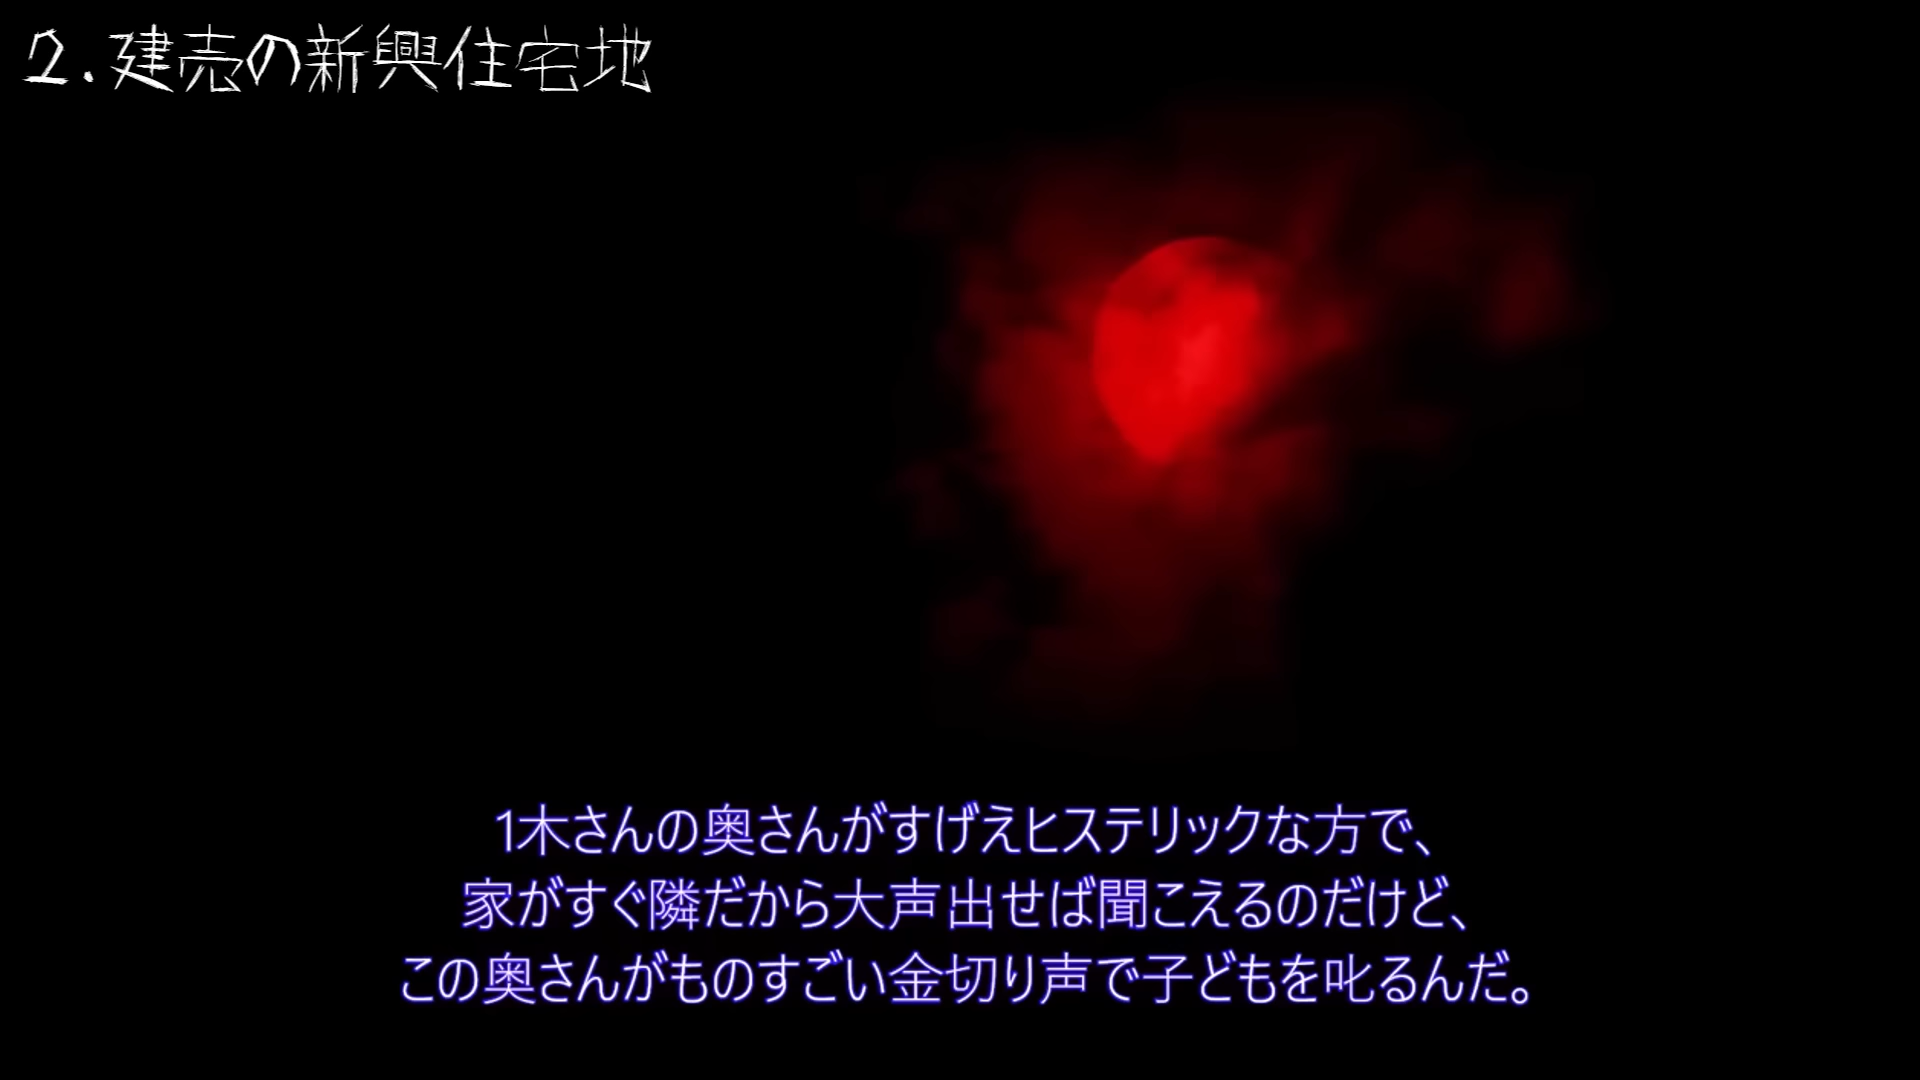 2.建売の新興住宅地
1木さんの奥さんがすげえヒステリックな方で、
家がすぐ隣だから大声出せば聞こえるのだけど、
この奥さんがものすごい金切り声で子どもを叱るんだ。